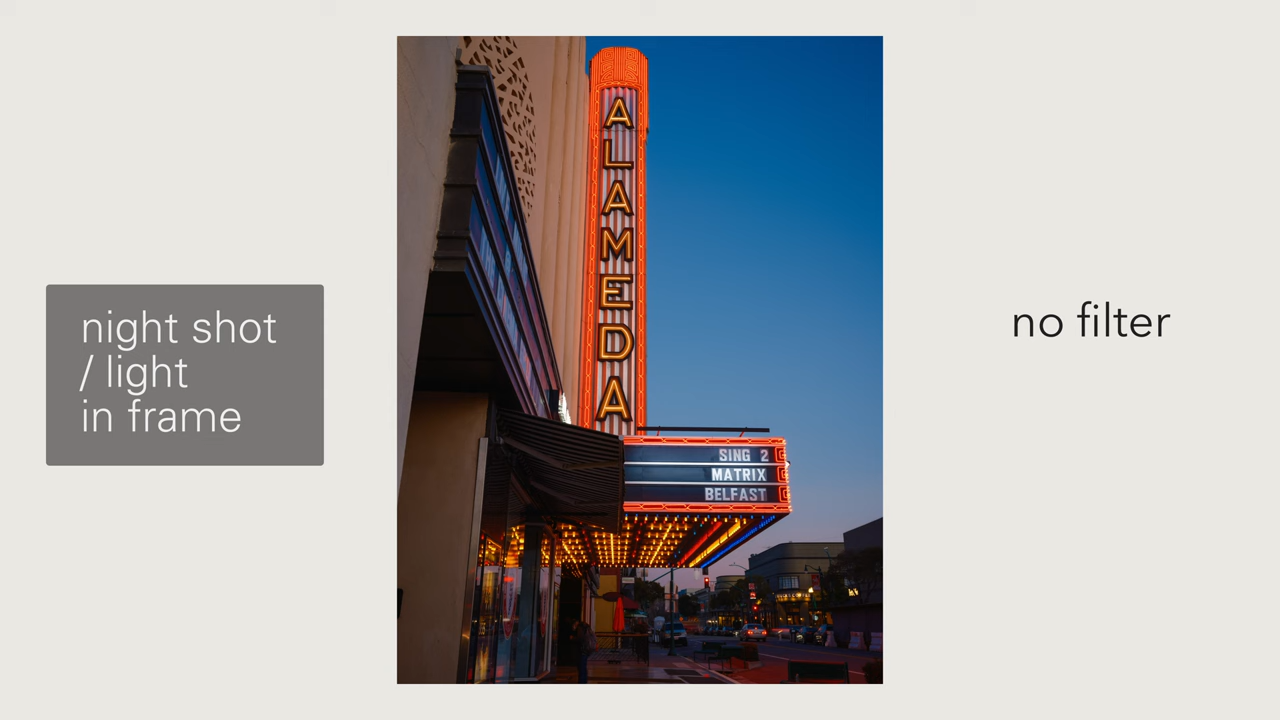 night shot
/ light
in frame
ALAMEDA
SING 2
MATRIX
BELFAST
no filter